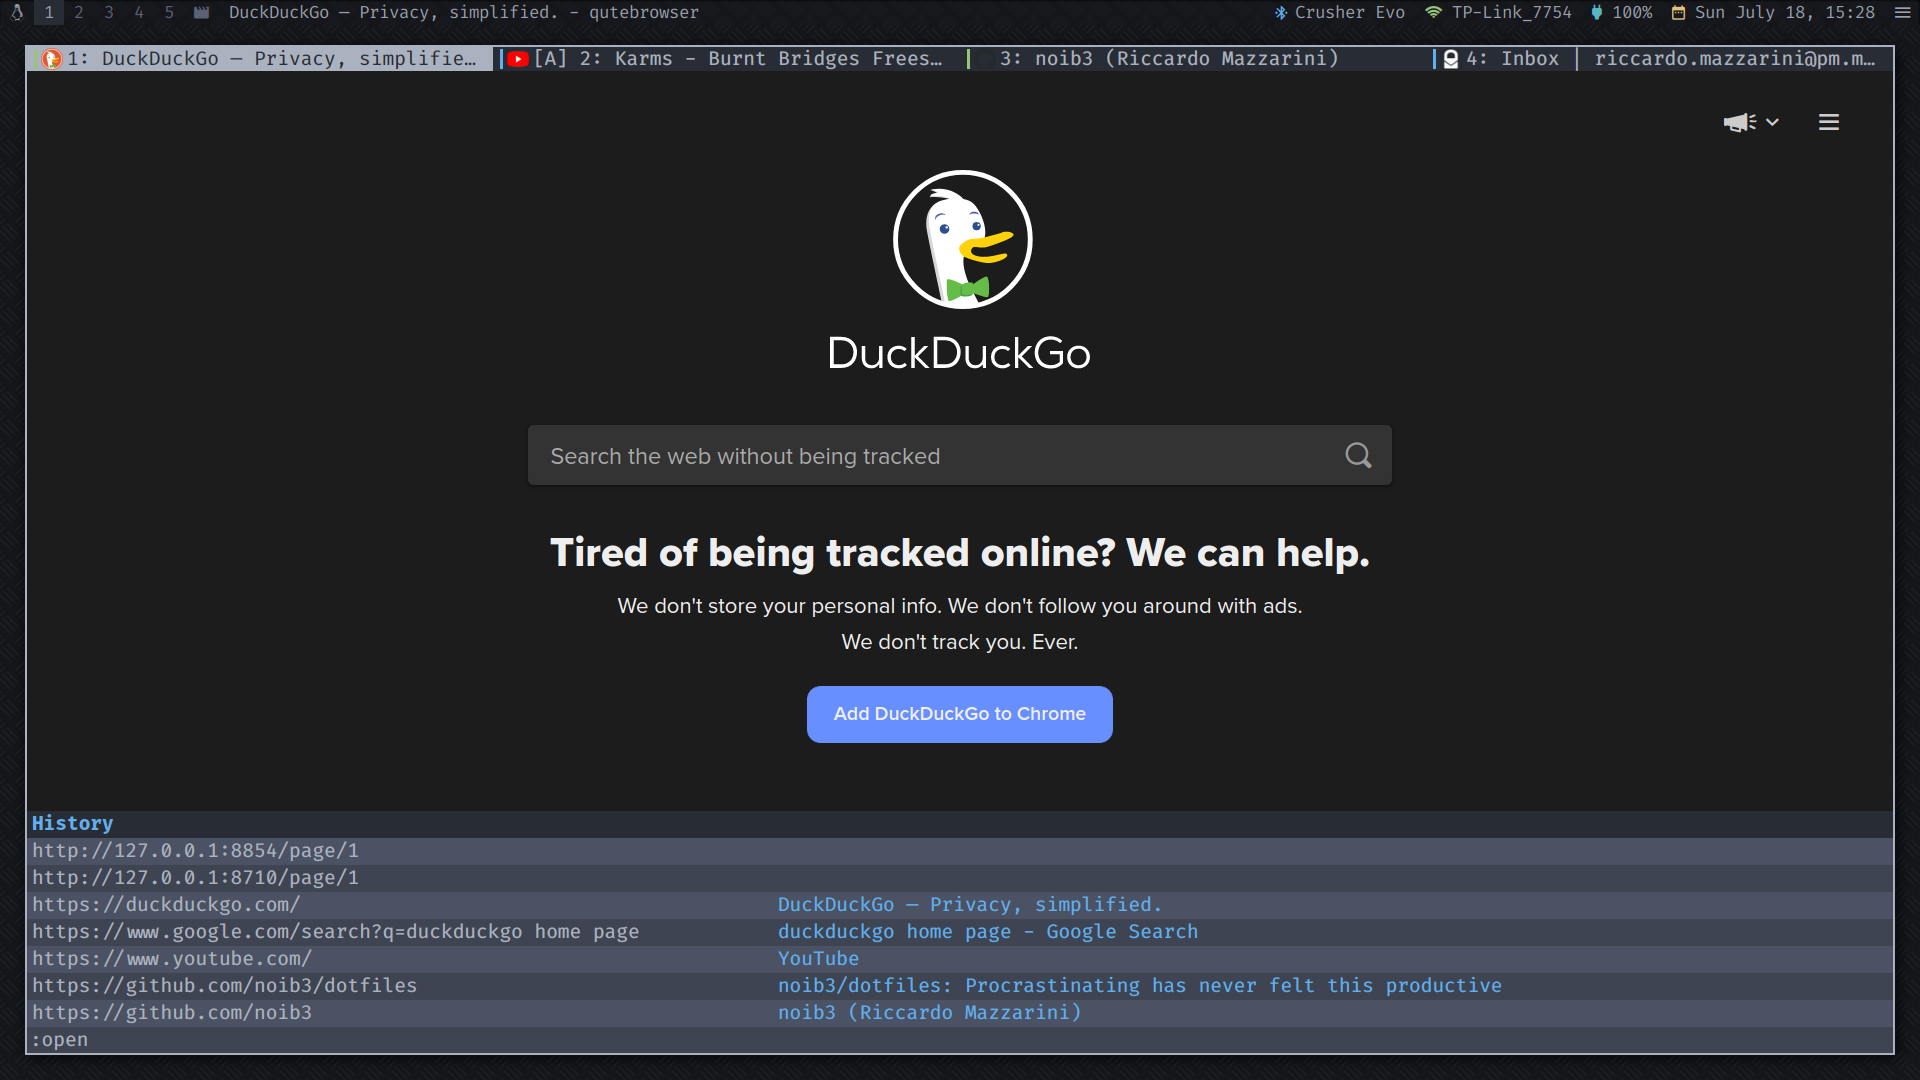 1 2 3 4 5 DuckDuckGo — Privacy, simplified. - qutebrowser Crusher Evo TP-Link_7754 100% Sun July 18, 15:28
1: DuckDuckGo — Privacy, simplifie… [A] 2: Karms - Burnt Bridges Frees… 3: noib3 (Riccardo Mazzarini) 4: Inbox | riccardo.mazzarini@pm.m…
DuckDuckGo
Search the web without being tracked
Tired of being tracked online? We can help.
We don't store your personal info. We don't follow you around with ads.
We don't track you. Ever.
Add DuckDuckGo to Chrome
History
http://127.0.0.1:8854/page/1
http://127.0.0.1:8710/page/1
https://duckduckgo.com/ DuckDuckGo — Privacy, simplified.
https://www.google.com/search?q=duckduckgo home page duckduckgo home page - Google Search
https://www.youtube.com/ YouTube
https://github.com/noib3/dotfiles noib3/dotfiles: Procrastinating has never felt this productive
https://github.com/noib3 noib3 (Riccardo Mazzarini)
:open